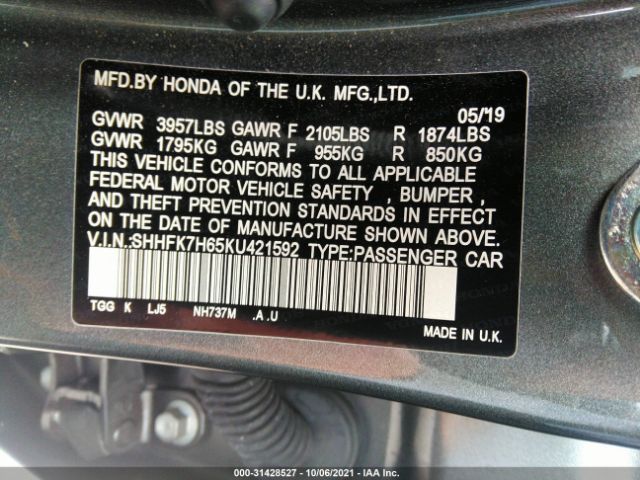 MFD.BY HONDA OF THE U.K. MFG.,LTD.
05/'19
GVWR 3957LBS GAWR F 2105LBS R 1874LBS
GVWR 1795KG GAWR F 955KG R 850KG
THIS VEHICLE CONFORMS TO ALL APPLICABLE
FEDERAL MOTOR VEHICLE SAFETY , BUMPER ,
AND THEFT PREVENTION STANDARDS IN EFFECT
ON THE DATE OF MANUFACTURE SHOWN ABOVE.
V.I.N.:SHHFK7H65KU421592 TYPE:PASSENGER CAR
TGG K LJ5 NH737M .A .U
MADE IN U.K.
000-31428527 - 10/06/2021 - IAA Inc.